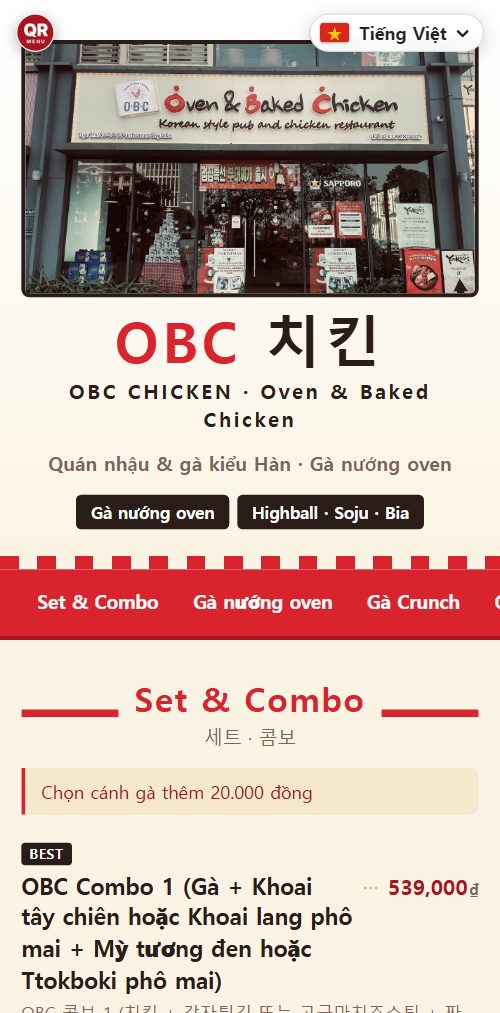 QR
MENU
Tiếng Việt
O·B·C
Oven & Baked Chicken
Korean style pub and chicken restaurant
SAPPORO
OBC 치킨
OBC CHICKEN · Oven & Baked
Chicken
Quán nhậu & gà kiểu Hàn · Gà nướng oven
Gà nướng oven
Highball · Soju · Bia
Set & Combo
Gà nướng oven
Gà Crunch
Set & Combo
세트 · 콤보
Chọn cánh gà thêm 20.000 đồng
BEST
OBC Combo 1 (Gà + Khoai ··· 539,000₫
tây chiên hoặc Khoai lang phô
mai + Mỳ tương đen hoặc
Ttokboki phô mai)